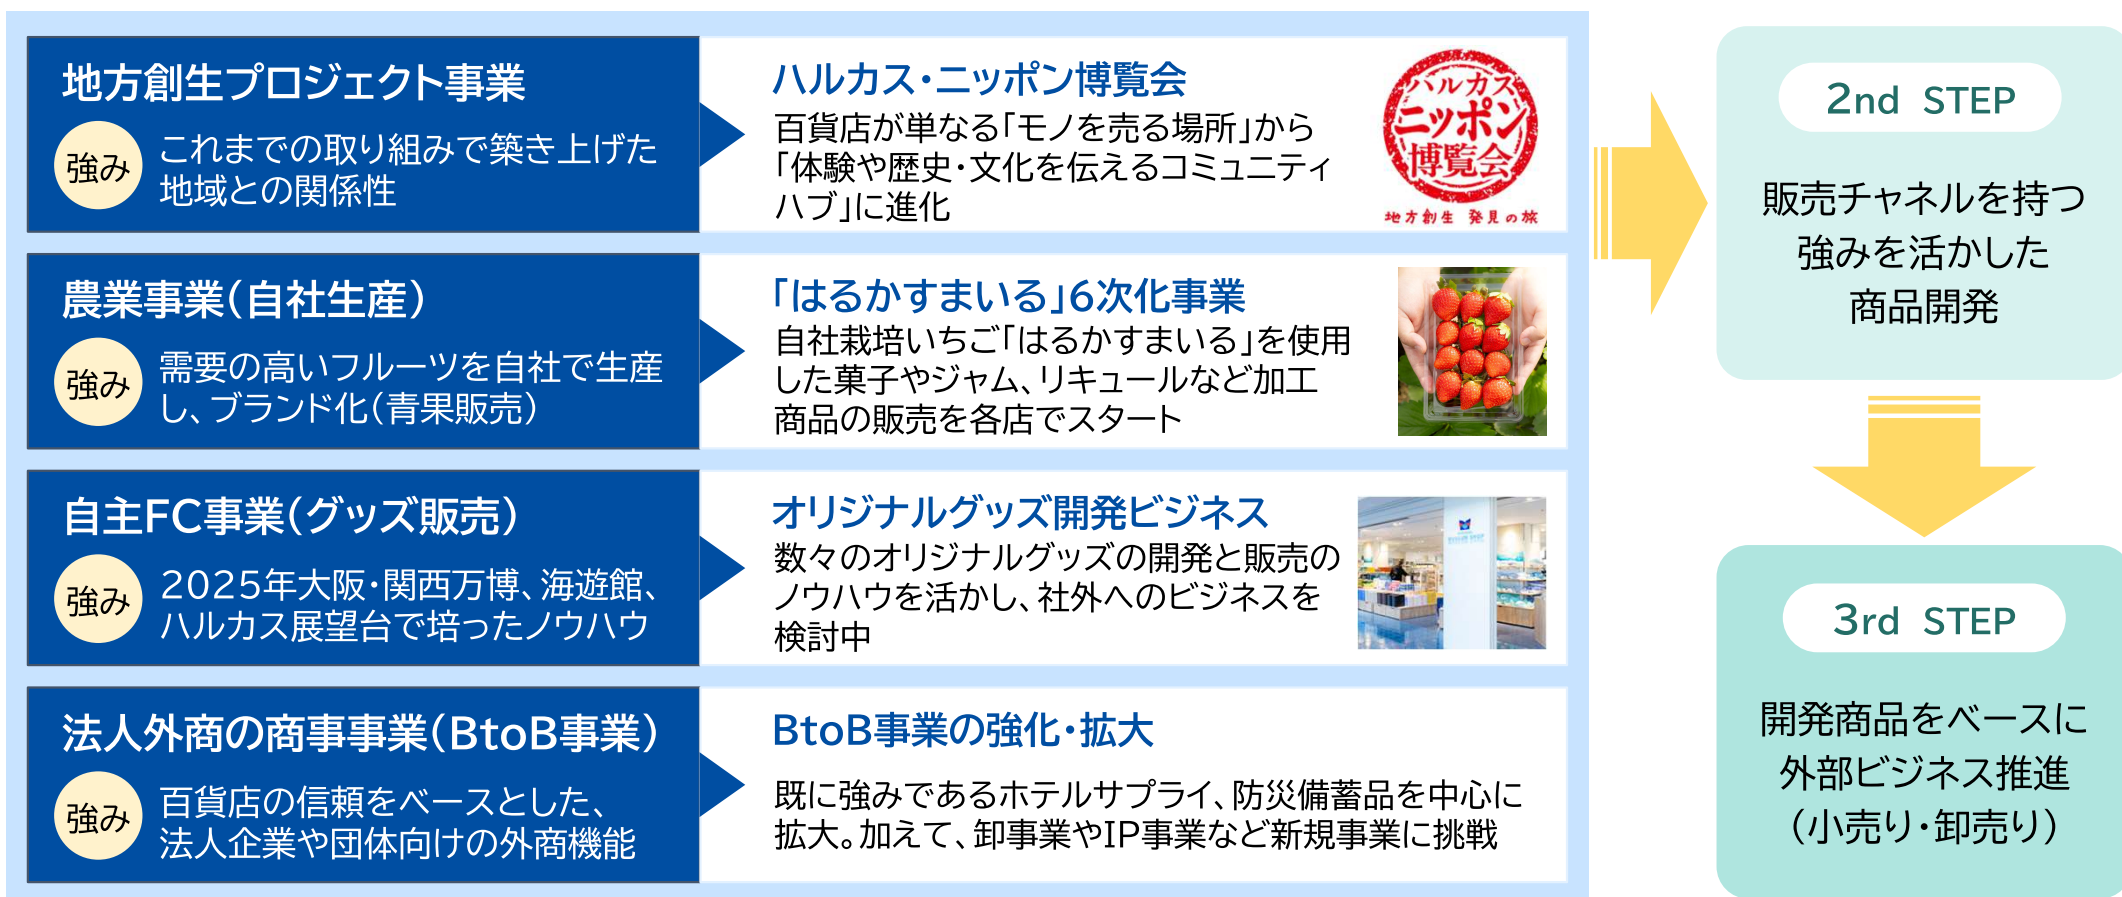 地方創生プロジェクト事業
強み
これまでの取り組みで築き上げた
地域との関係性
ハルカス・ニッポン博覧会
百貨店が単なる「モノを売る場所」から
「体験や歴史・文化を伝えるコミュニティ
ハブ」に進化
ハルカス
ニッポン
博覧会
地方創生 発見の旅
農業事業(自社生産)
強み
需要の高いフルーツを自社で生産
し、ブランド化(青果販売)
「はるかすまいる」6次化事業
自社栽培いちご「はるかすまいる」を使用
した菓子やジャム、リキュールなど加工
商品の販売を各店でスタート
自主FC事業(グッズ販売)
強み
2025年大阪・関西万博、海遊館、
ハルカス展望台で培ったノウハウ
オリジナルグッズ開発ビジネス
数々のオリジナルグッズの開発と販売の
ノウハウを活かし、社外へのビジネスを
検討中
法人外商の商事事業(BtoB事業)
強み
百貨店の信頼をベースとした、
法人企業や団体向けの外商機能
BtoB事業の強化・拡大
既に強みであるホテルサプライ、防災備蓄品を中心に
拡大。加えて、卸事業やIP事業など新規事業に挑戦
2nd STEP
販売チャネルを持つ
強みを活かした
商品開発
3rd STEP
開発商品をベースに
外部ビジネス推進
(小売り・卸売り)